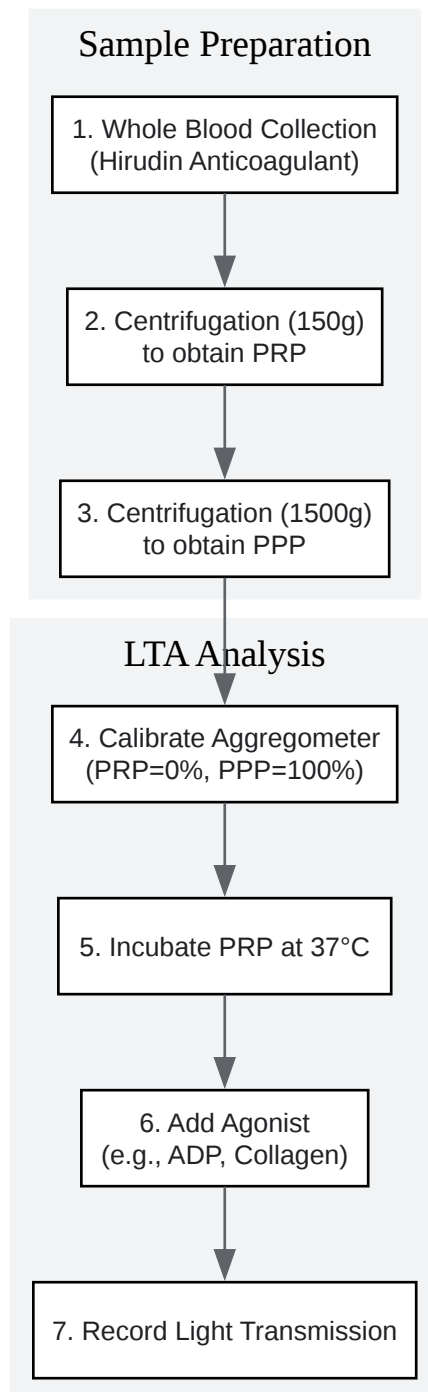 Sample Preparation
1. Whole Blood Collection
(Hirudin Anticoagulant)
2. Centrifugation (150g)
to obtain PRP
3. Centrifugation (1500g)
to obtain PPP
LTA Analysis
4. Calibrate Aggregometer
(PRP=0%, PPP=100%)
5. Incubate PRP at 37°C
6. Add Agonist
(e.g., ADP, Collagen)
7. Record Light Transmission